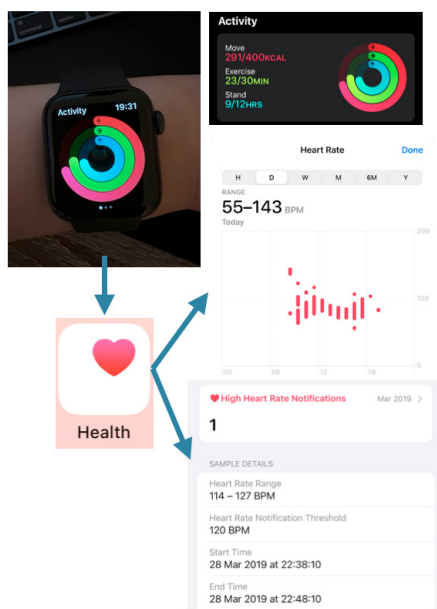 Activity 19:31
Activity
Move
291/400KCAL
Exercise
23/30MIN
Stand
9/12HRS
Heart Rate
Done
H D W M 6M Y
RANGE
55–143 BPM
Today
200
100
0
00 06 12 18
Health
High Heart Rate Notifications
Mar 2019
1
SAMPLE DETAILS
Heart Rate Range
114 – 127 BPM
Heart Rate Notification Threshold
120 BPM
Start Time
28 Mar 2019 at 22:38:10
End Time
28 Mar 2019 at 22:48:10